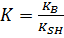 K = K_B / K_SH